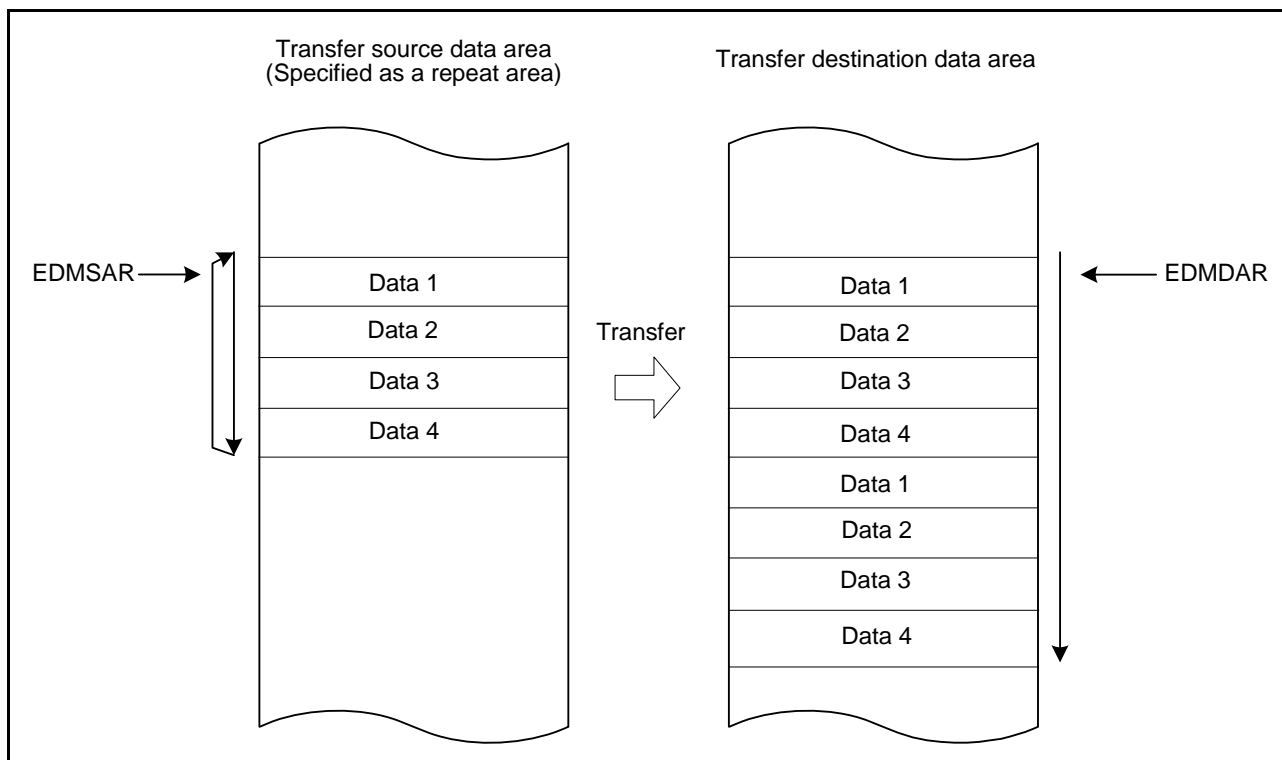 Transfer source data area
(Specified as a repeat area)
Transfer destination data area
EDMSAR
Data 1
Data 2
Data 3
Data 4
Transfer
Data 1
Data 2
Data 3
Data 4
Data 1
Data 2
Data 3
Data 4
EDMDAR